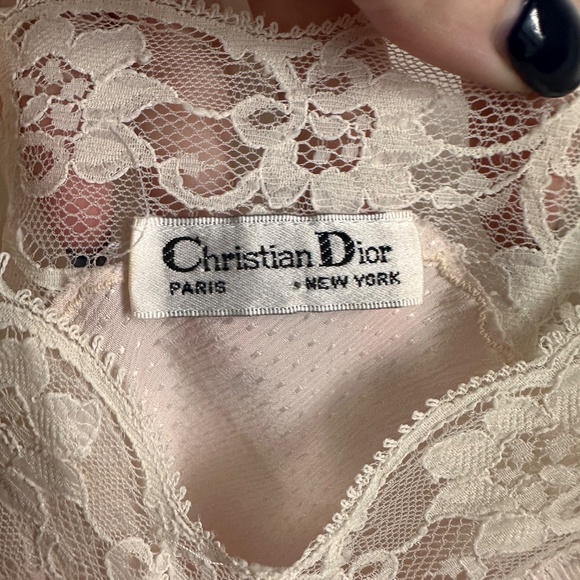 Christian Dior
PARIS • NEW YORK